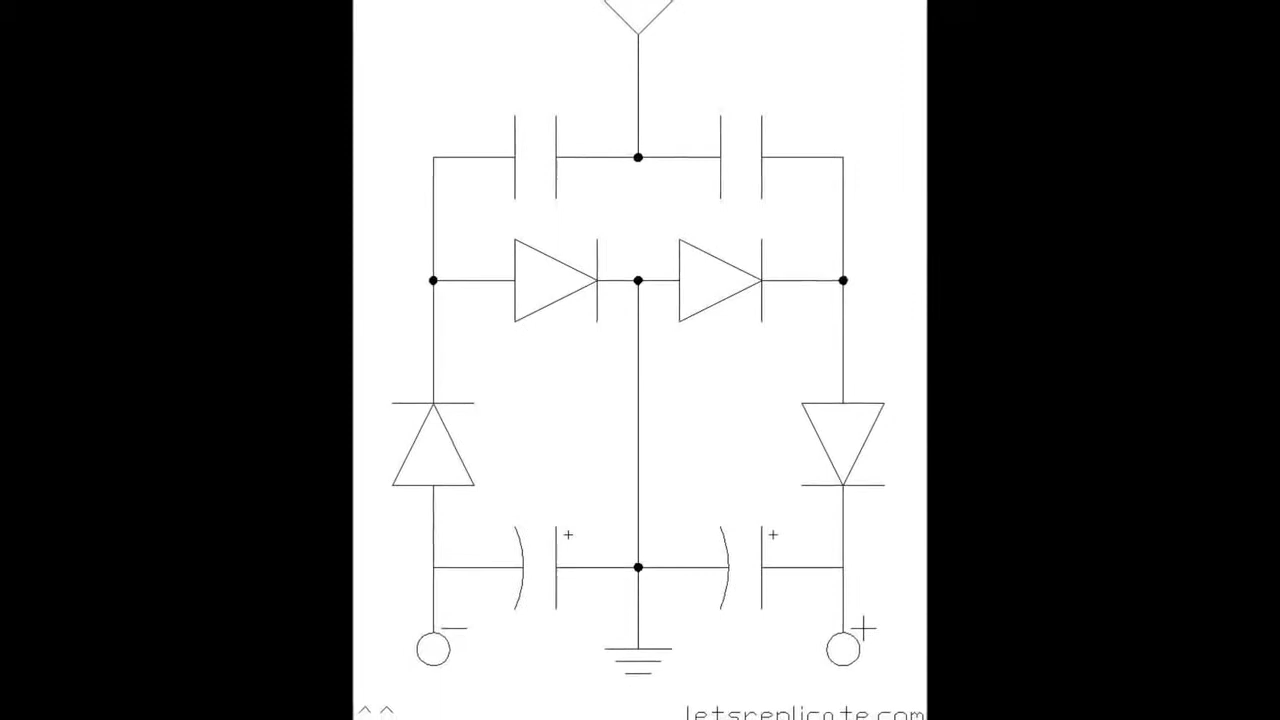 + +
− +
^ ^ letsreplicate.com